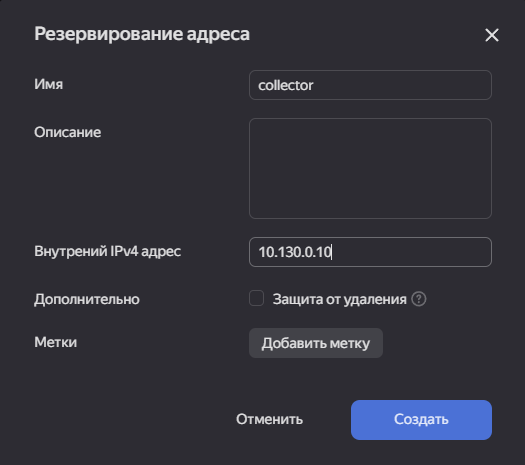 Резервирование адреса
Имя
collector
Описание
Внутрений IPv4 адрес
10.130.0.10
Дополнительно
Защита от удаления ?
Метки
Добавить метку
Отменить
Создать